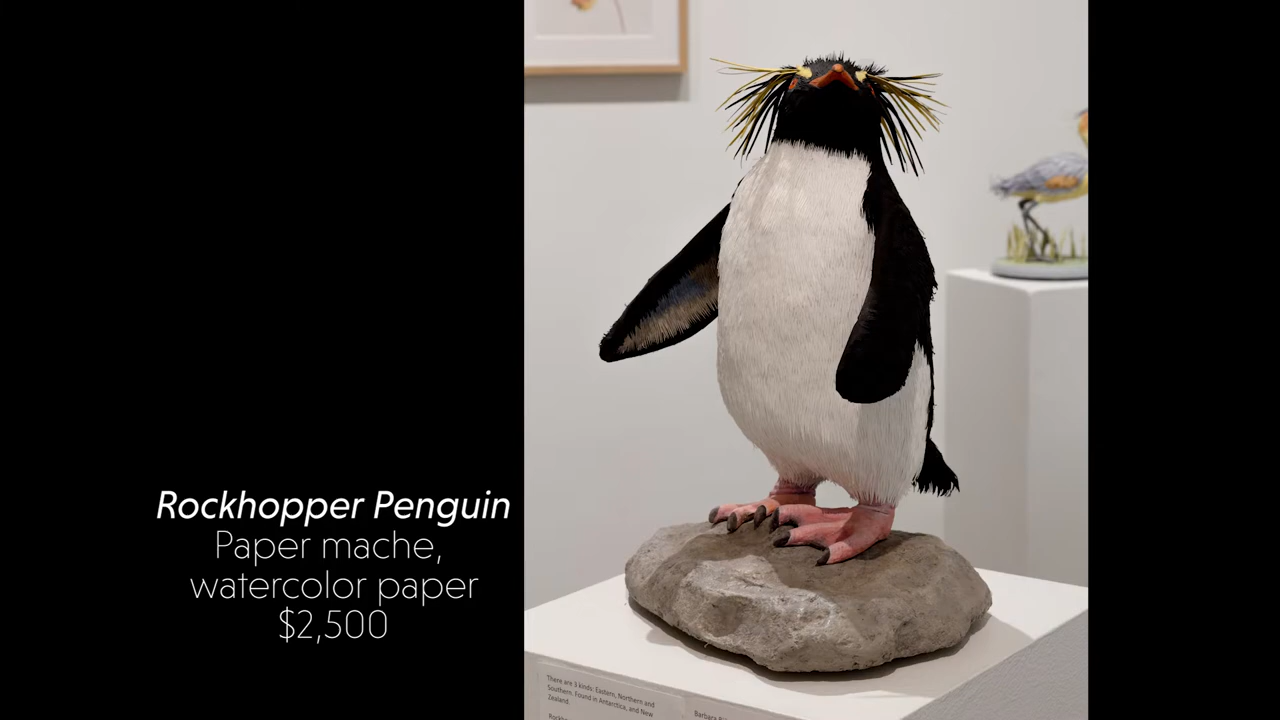 Rockhopper Penguin
Paper mache,
watercolor paper
$2,500
There are 3 kinds: Eastern, Northern and
Southern. Found in Antarctica, and New
Zealand.
Barbara